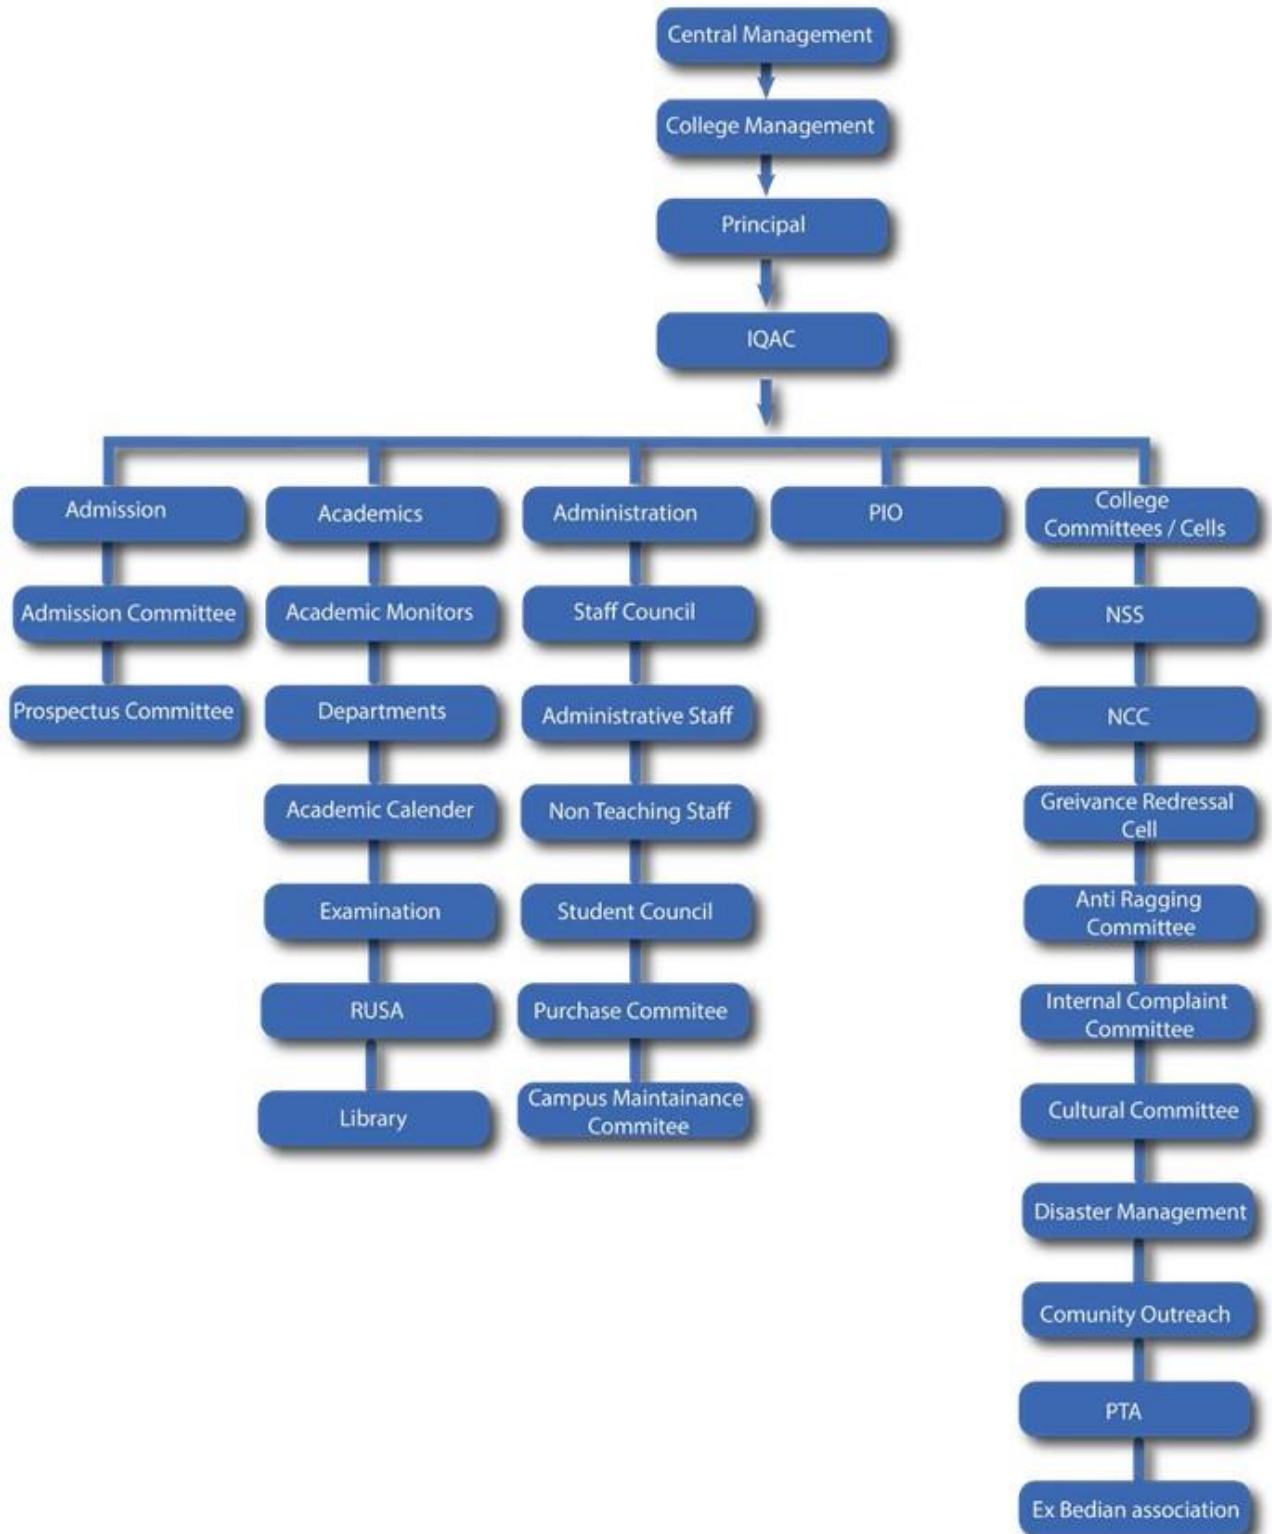 Central Management
College Management
Principal
IQAC
Admission
Admission Committee
Prospectus Committee
Academics
Academic Monitors
Departments
Academic Calender
Examination
RUSA
Library
Administration
Staff Council
Administrative Staff
Non Teaching Staff
Student Council
Purchase Commitee
Campus Maintainance
Commitee
PIO
College
Committees / Cells
NSS
NCC
Greivance Redressal
Cell
Anti Ragging
Committee
Internal Complaint
Committee
Cultural Committee
Disaster Management
Comunity Outreach
PTA
Ex Bedian association